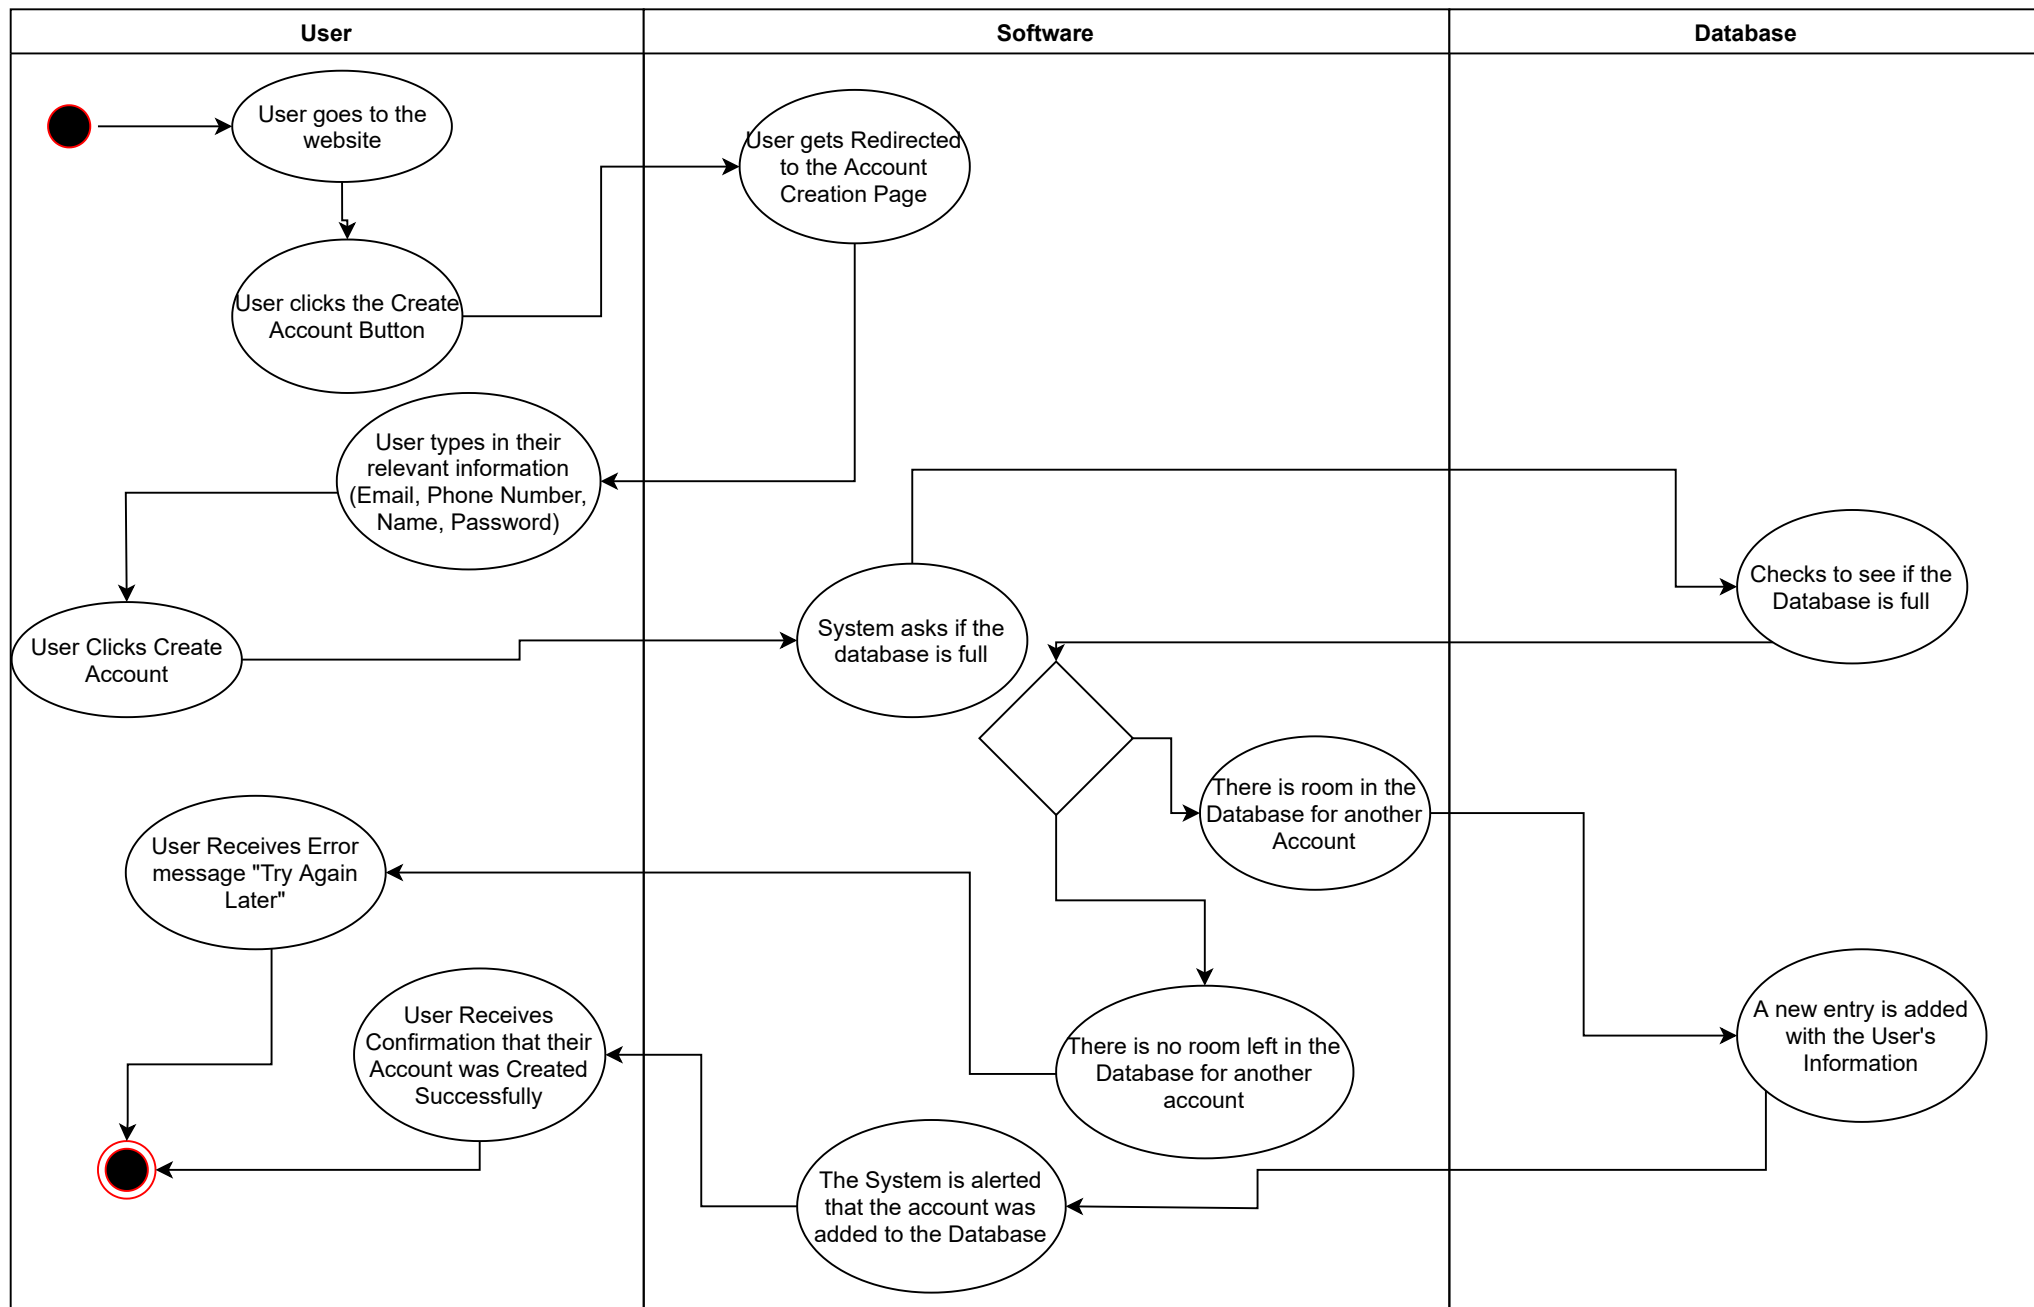 User
Software
Database
User goes to the
website
User gets Redirected
to the Account
Creation Page
User clicks the Create
Account Button
User types in their
relevant information
(Email, Phone Number,
Name, Password)
Checks to see if the
Database is full
System asks if the
database is full
User Clicks Create
Account
There is room in the
Database for another
Account
User Receives Error
message "Try Again
Later"
There is no room left in the
Database for another
account
A new entry is added
with the User's
Information
User Receives
Confirmation that their
Account was Created
Successfully
The System is alerted
that the account was
added to the Database